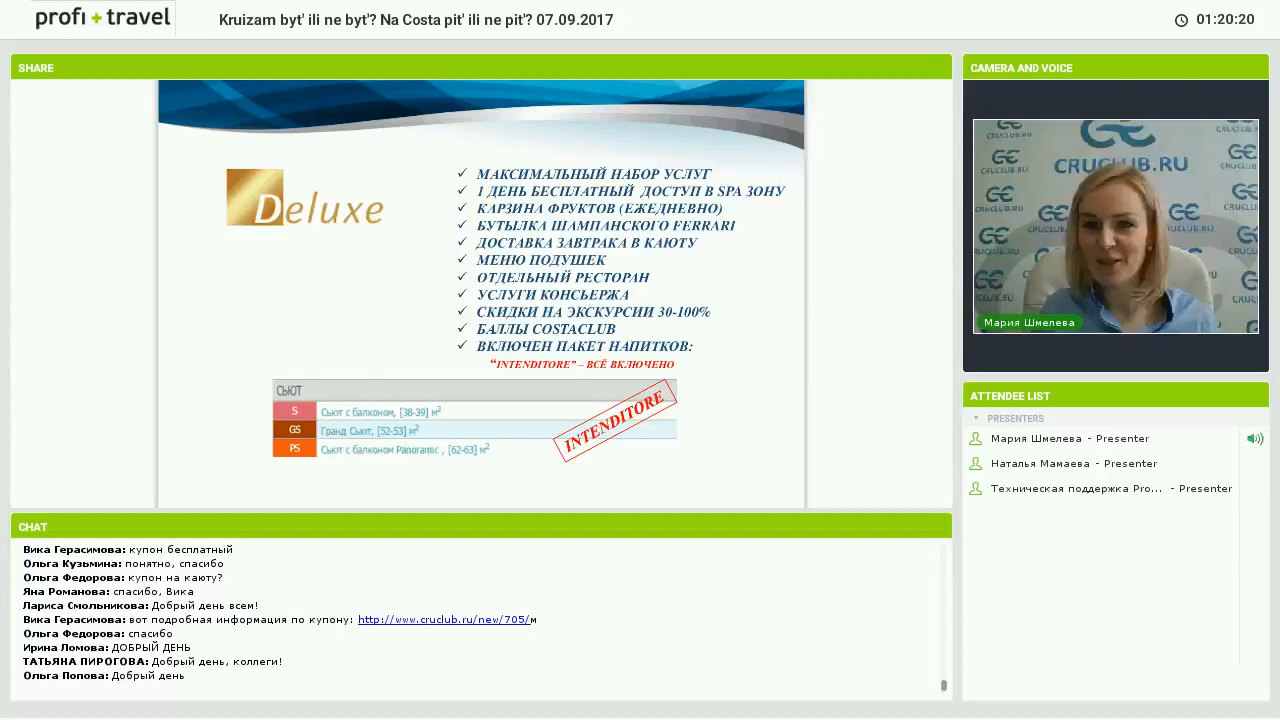 profi + travel
Kruizam byt' ili ne byt'? Na Costa pit' ili ne pit'? 07.09.2017
01:20:20
SHARE
Deluxe
МАКСИМАЛЬНЫЙ НАБОР УСЛУГ
1 ДЕНЬ БЕСПЛАТНЫЙ ДОСТУП В SPA ЗОНУ
КАРЗИНА ФРУКТОВ (ЕЖЕДНЕВНО)
БУТЫЛКА ШАМПАНСКОГО FERRARI
ДОСТАВКА ЗАВТРАКА В КАЮТУ
МЕНЮ ПОДУШЕК
ОТДЕЛЬНЫЙ РЕСТОРАН
УСЛУГИ КОНСЬЕРЖА
СКИДКИ НА ЭКСКУРСИИ 30-100%
БАЛЛЫ COSTACLUB
ВКЛЮЧЕН ПАКЕТ НАПИТКОВ:
“INTENDITORE” – ВСЁ ВКЛЮЧЕНО
СЬЮТ
S Сьют с балконом, [38-39] м²
GS Гранд Сьют, [52-53] м²
PS Сьют с балконом Panoramic , [62-63] м²
INTENDITORE
CHAT
Вика Герасимова: купон бесплатный
Ольга Кузьмина: понятно, спасибо
Ольга Федорова: купон на каюту?
Яна Романова: спасибо, Вика
Лариса Смольникова: Добрый день всем!
Вика Герасимова: вот подробная информация по купону: http://www.cruclub.ru/new/705/м
Ольга Федорова: спасибо
Ирина Ломова: ДОБРЫЙ ДЕНЬ
ТАТЬЯНА ПИРОГОВА: Добрый день, коллеги!
Ольга Попова: Добрый день
CAMERA AND VOICE
CRUCLUB.RU
Мария Шмелева
ATTENDEE LIST
PRESENTERS
Мария Шмелева - Presenter
Наталья Мамаева - Presenter
Техническая поддержка Pro... - Presenter